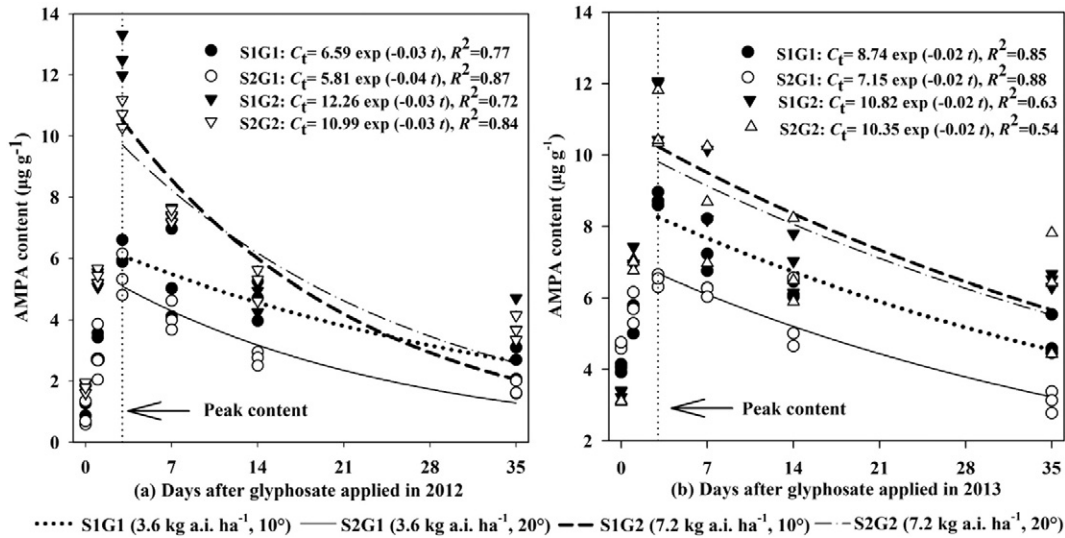 14
12
10
8
6
4
2
0
AMPA content (µg g⁻¹)
S1G1: Cₜ= 6.59 exp (-0.03 t), R²=0.77
S2G1: Cₜ= 5.81 exp (-0.04 t), R²=0.87
S1G2: Cₜ= 12.26 exp (-0.03 t), R²=0.72
S2G2: Cₜ= 10.99 exp (-0.03 t), R²=0.84
Peak content
0 7 14 21 28 35
(a) Days after glyphosate applied in 2012
14
12
10
8
6
4
2
AMPA content (µg g⁻¹)
S1G1: Cₜ= 8.74 exp (-0.02 t), R²=0.85
S2G1: Cₜ= 7.15 exp (-0.02 t), R²=0.88
S1G2: Cₜ= 10.82 exp (-0.02 t), R²=0.63
S2G2: Cₜ= 10.35 exp (-0.02 t), R²=0.54
Peak content
0 7 14 21 28 35
(b) Days after glyphosate applied in 2013
S1G1 (3.6 kg a.i. ha⁻¹, 10°) S2G1 (3.6 kg a.i. ha⁻¹, 20°) S1G2 (7.2 kg a.i. ha⁻¹, 10°) S2G2 (7.2 kg a.i. ha⁻¹, 20°)